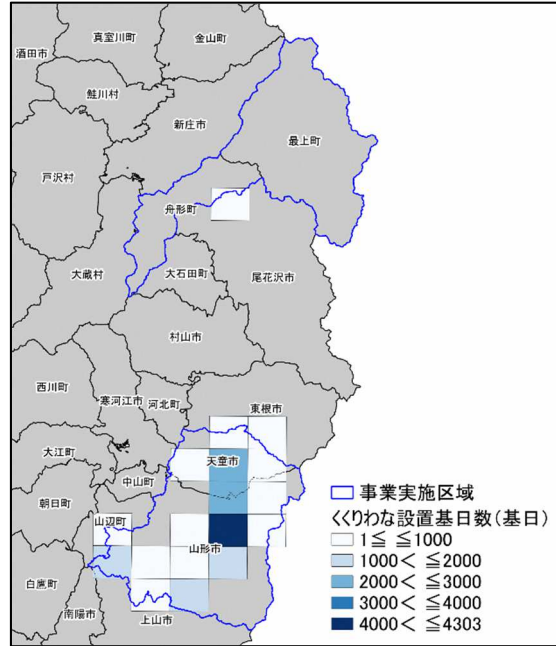 真室川町
金山町
酒田市
鮭川村
新庄市
最上町
戸沢村
舟形町
大蔵村
大石田町
尾花沢市
村山市
西川町
寒河江市
河北町
東根市
大江町
天童市
中山町
朝日町
山辺町
山形市
白鷹町
南陽市
上山市
事業実施区域
くくりわな設置基日数(基日)
1≦ ≦1000
1000< ≦2000
2000< ≦3000
3000< ≦4000
4000< ≦4303